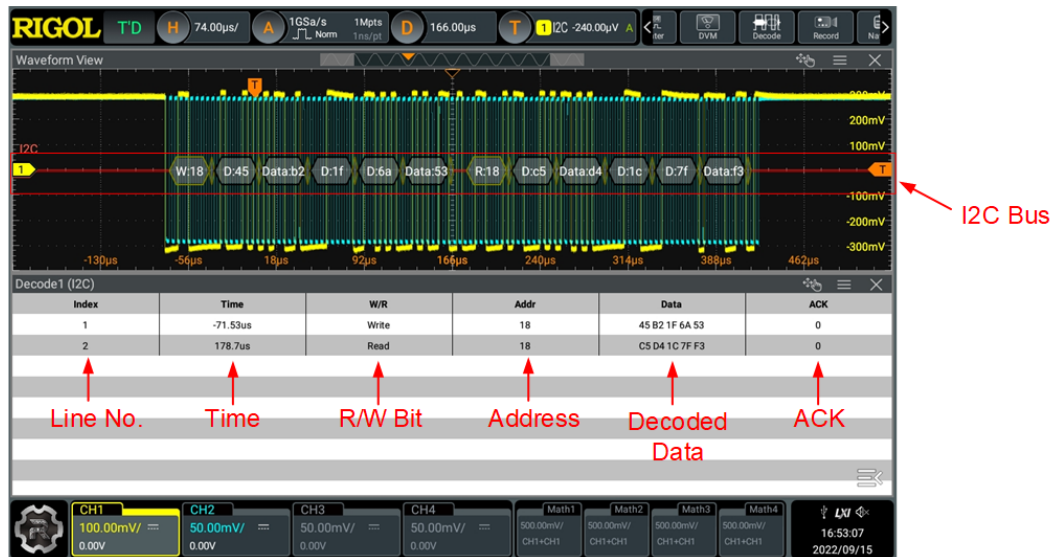 RIGOL T'D H 74.00μs/ A 1GSa/s Norm 1Mpts 1ns/pt D 166.00μs T 1 I2C -240.00μV A DVM Decode Record
Waveform View
200mV
I2C
100mV
1 W:18 D:45 Data:b2 D:1f D:6a Data:53 R:18 D:c5 Data:d4 D:1c D:7f Data:f3 T
-100mV
I2C Bus
-200mV
-300mV
-130μs -56μs 18μs 92μs 166μs 240μs 314μs 388μs 462μs
Decode1 (I2C)
Index Time W/R Addr Data ACK
1 -71.53us Write 18 45 B2 1F 6A 53 0
2 178.7us Read 18 C5 D4 1C 7F F3 0
Line No. Time R/W Bit Address Decoded Data ACK
CH1 CH2 CH3 CH4 Math1 Math2 Math3 Math4
100.00mV/ 50.00mV/ 50.00mV/ 50.00mV/ 500.00mV/ 500.00mV/ 500.00mV/ 500.00mV/
0.00V 0.00V 0.00V 0.00V CH1+CH1 CH1+CH1 CH1+CH1 CH1+CH1
LXI
16:53:07
2022/09/15